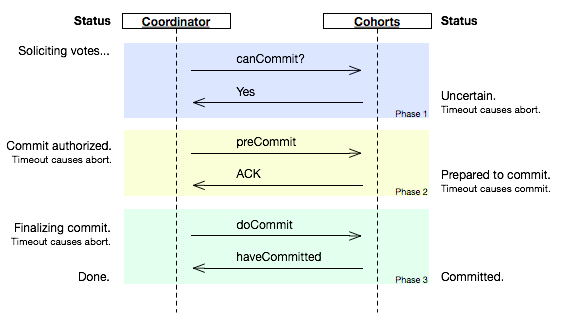 Status
Coordinator
Cohorts
Status
Soliciting votes...
canCommit?
Yes
Uncertain.
Timeout causes abort.
Phase 1
Commit authorized.
Timeout causes abort.
preCommit
ACK
Prepared to commit.
Timeout causes commit.
Phase 2
Finalizing commit.
Timeout causes abort.
doCommit
haveCommitted
Done.
Phase 3
Committed.